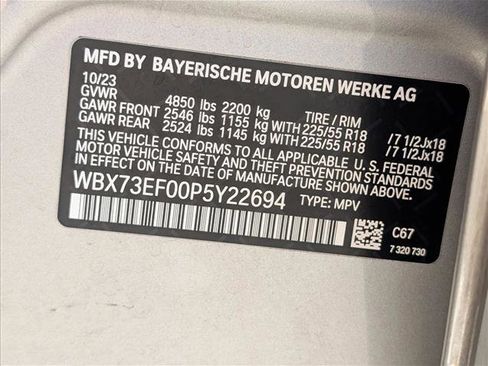 MFD BY BAYERISCHE MOTOREN WERKE AG
10/23
GVWR 4850 lbs 2200 kg TIRE / RIM
GAWR FRONT 2546 lbs 1155 kg WITH 225/55 R18 / 7 1/2Jx18
GAWR REAR 2524 lbs 1145 kg WITH 225/55 R18 / 7 1/2Jx18
THIS VEHICLE CONFORMS TO ALL APPLICABLE U. S. FEDERAL
MOTOR VEHICLE SAFETY AND THEFT PREVENTION STANDARDS IN
EFFECT ON THE DATE OF MANUFACTURE SHOWN ABOVE.
WBX73EF00P5Y22694 TYPE: MPV
C67
7 320 730